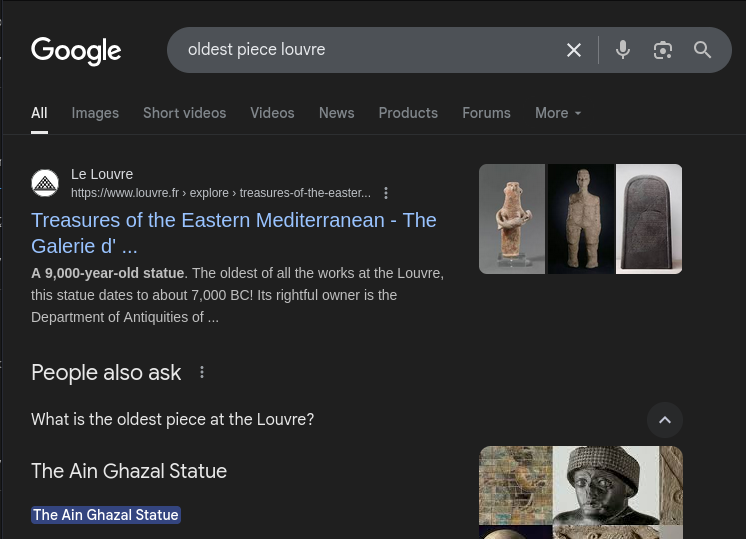 Google
oldest piece louvre
All Images Short videos Videos News Products Forums More
Le Louvre
https://www.louvre.fr › explore › treasures-of-the-easter...
Treasures of the Eastern Mediterranean - The
Galerie d' ...
A 9,000-year-old statue. The oldest of all the works at the Louvre,
this statue dates to about 7,000 BC! Its rightful owner is the
Department of Antiquities of ...
People also ask
What is the oldest piece at the Louvre?
The Ain Ghazal Statue
The Ain Ghazal Statue